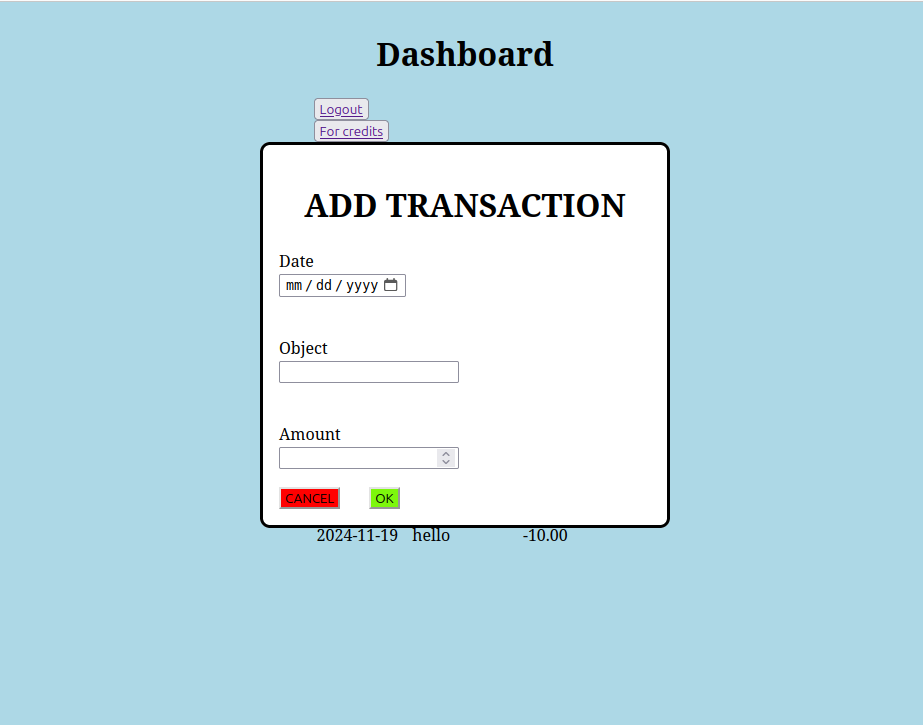 Dashboard
Logout
For credits
ADD TRANSACTION
Date
mm / dd / yyyy
Object
Amount
CANCEL OK
2024-11-19 hello -10.00